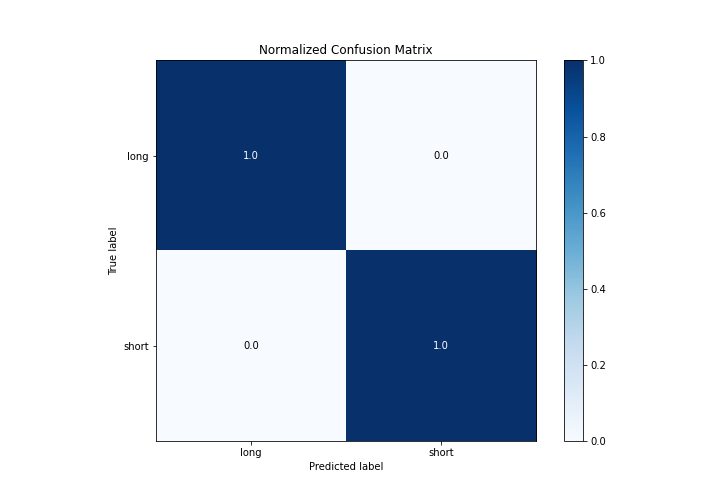 Normalized Confusion Matrix
1.0
0.8
0.6
0.4
0.2
0.0
True label
long
short
1.0
0.0
0.0
1.0
long
short
Predicted label